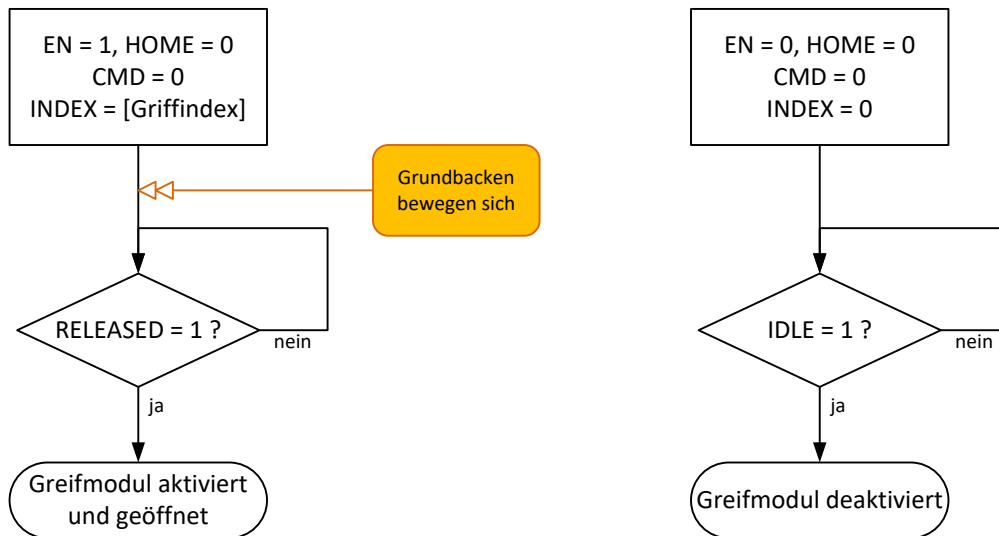 EN = 1, HOME = 0
CMD = 0
INDEX = [Griffindex]
Grundbacken
bewegen sich
RELEASED = 1 ?
nein
ja
Greifmodul aktiviert
und geöffnet
EN = 0, HOME = 0
CMD = 0
INDEX = 0
IDLE = 1 ?
nein
ja
Greifmodul deaktiviert